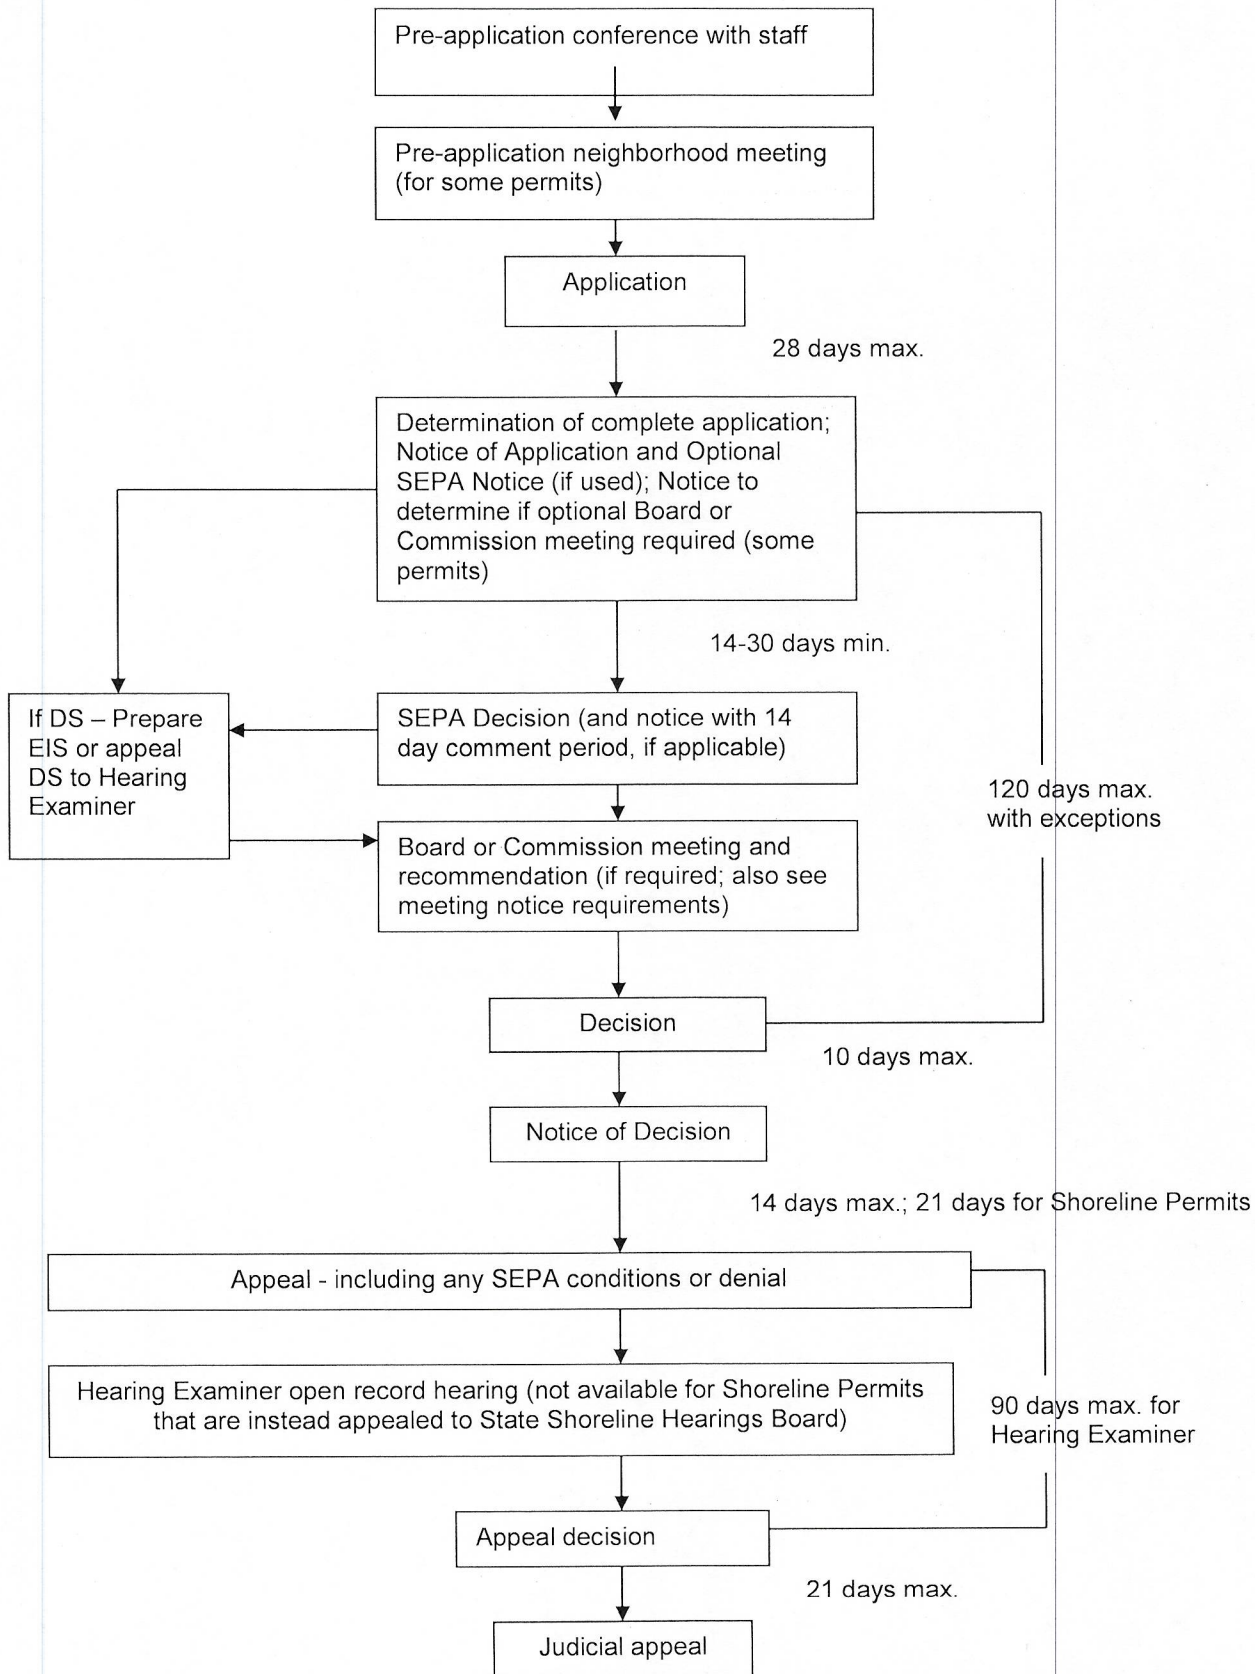 Pre-application conference with staff
Pre-application neighborhood meeting
(for some permits)
Application
28 days max.
Determination of complete application;
Notice of Application and Optional
SEPA Notice (if used); Notice to
determine if optional Board or
Commission meeting required (some
permits)
14-30 days min.
If DS – Prepare
EIS or appeal
DS to Hearing
Examiner
SEPA Decision (and notice with 14
day comment period, if applicable)
120 days max.
with exceptions
Board or Commission meeting and
recommendation (if required; also see
meeting notice requirements)
Decision
10 days max.
Notice of Decision
14 days max.; 21 days for Shoreline Permits
Appeal - including any SEPA conditions or denial
Hearing Examiner open record hearing (not available for Shoreline Permits
that are instead appealed to State Shoreline Hearings Board)
90 days max. for
Hearing Examiner
Appeal decision
21 days max.
Judicial appeal